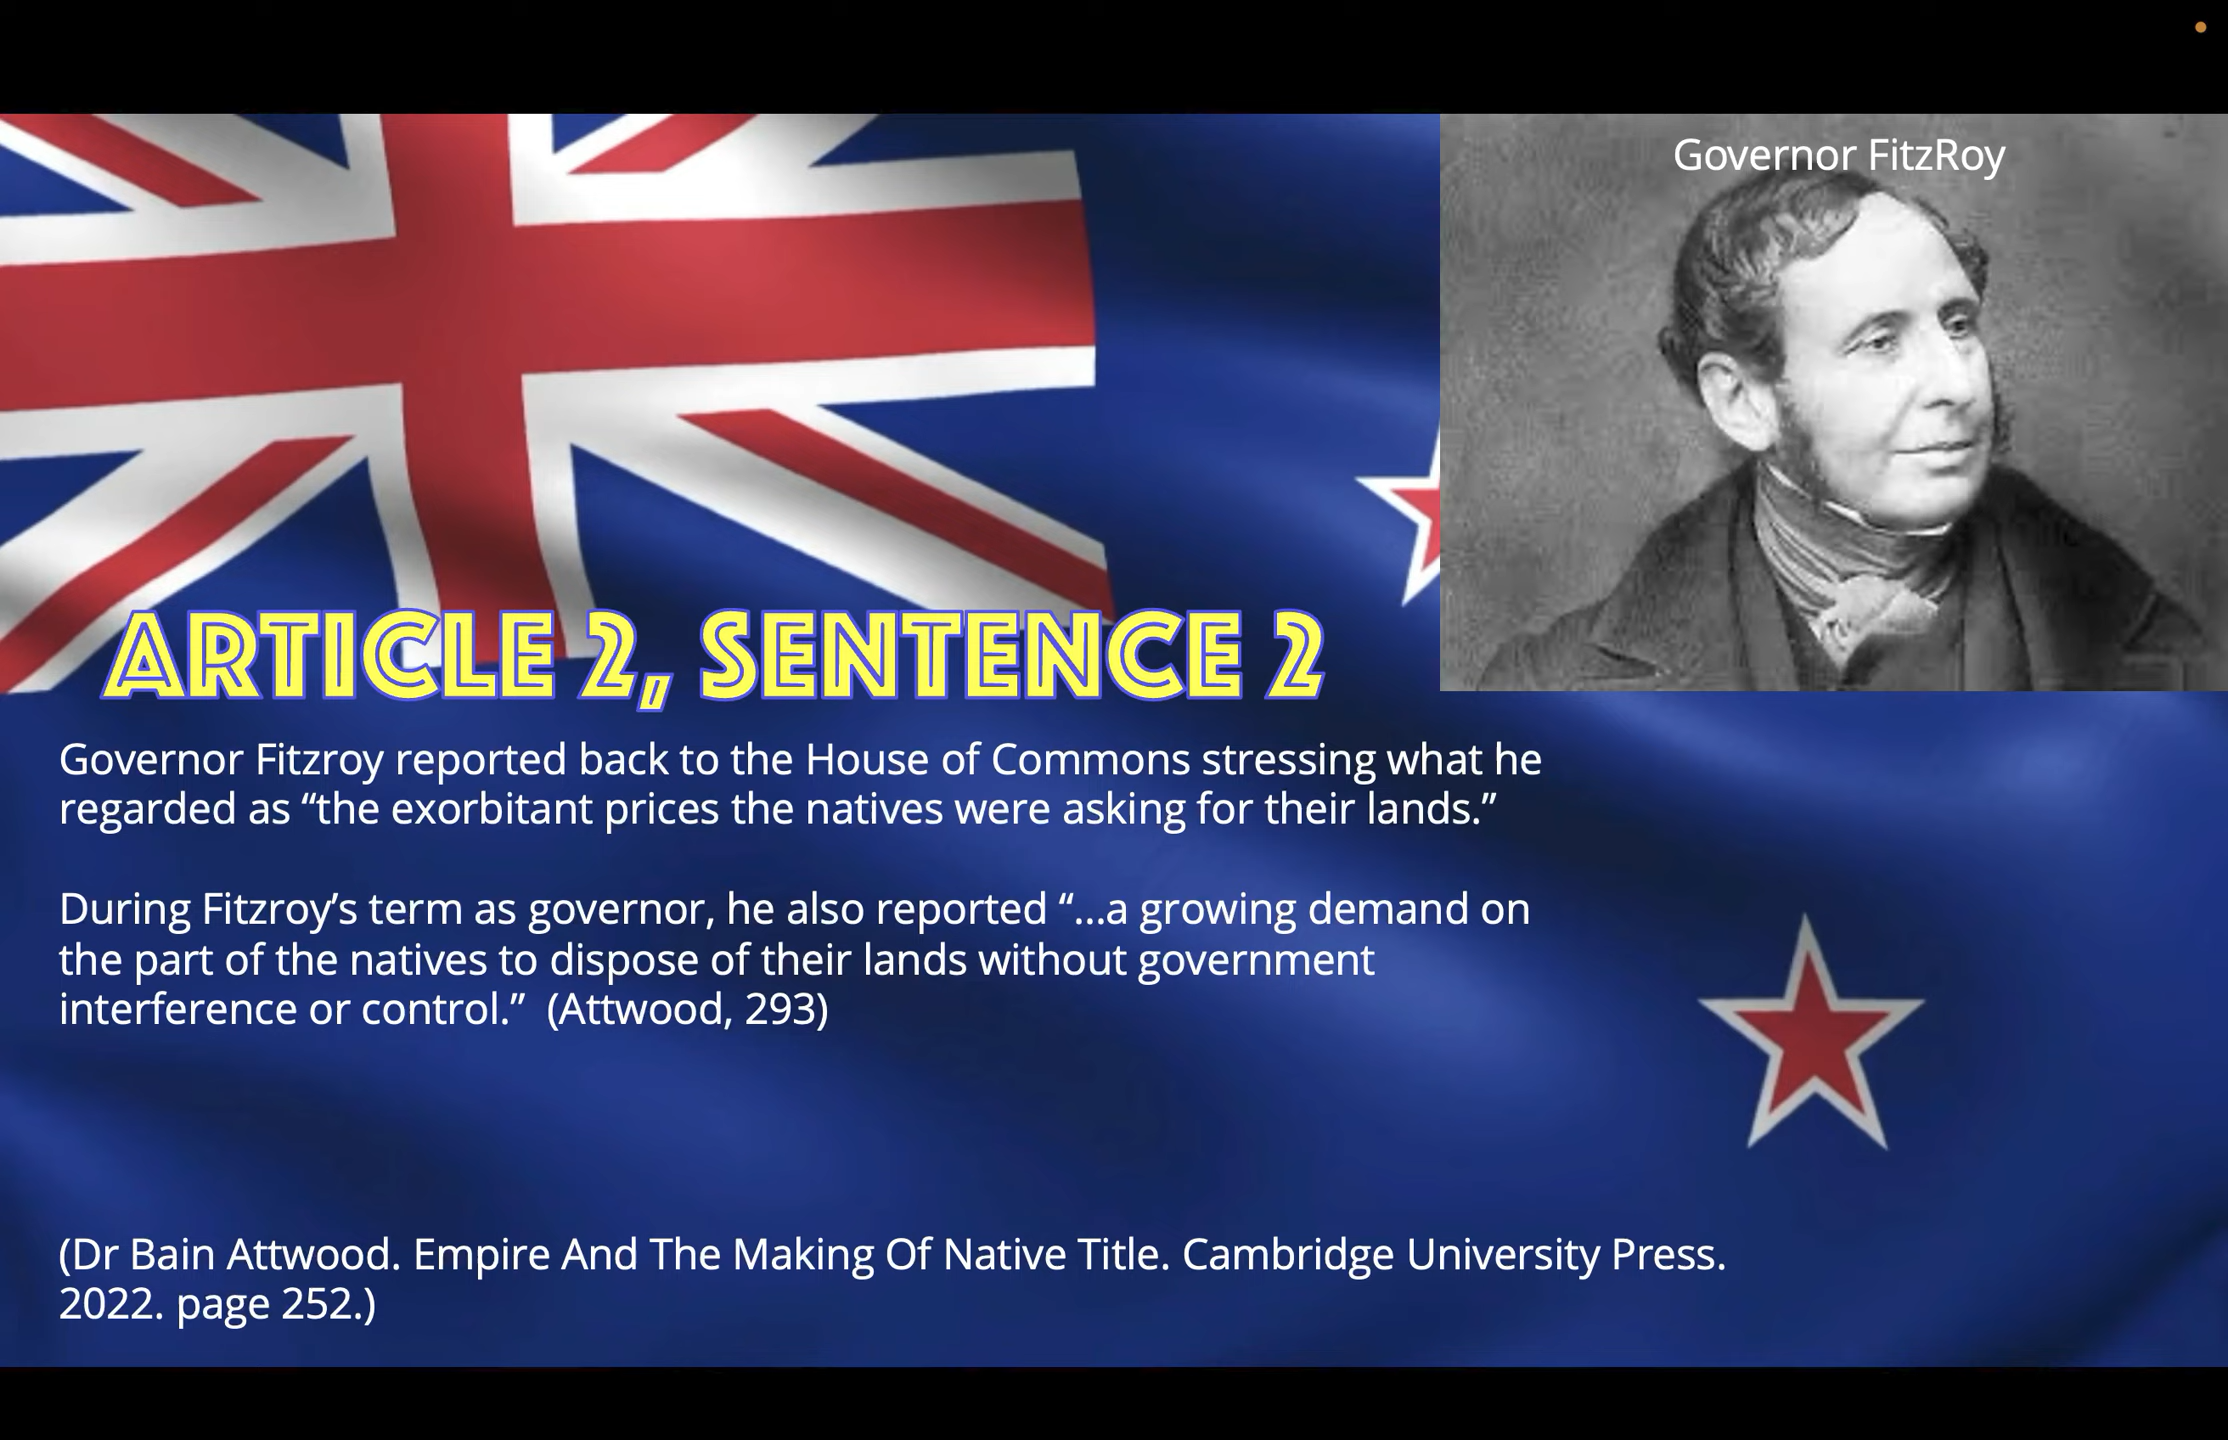 Governor FitzRoy
ARTICLE 2, SENTENCE 2
Governor Fitzroy reported back to the House of Commons stressing what he
regarded as “the exorbitant prices the natives were asking for their lands.”
During Fitzroy’s term as governor, he also reported “...a growing demand on
the part of the natives to dispose of their lands without government
interference or control.” (Attwood, 293)
(Dr Bain Attwood. Empire And The Making Of Native Title. Cambridge University Press.
2022. page 252.)